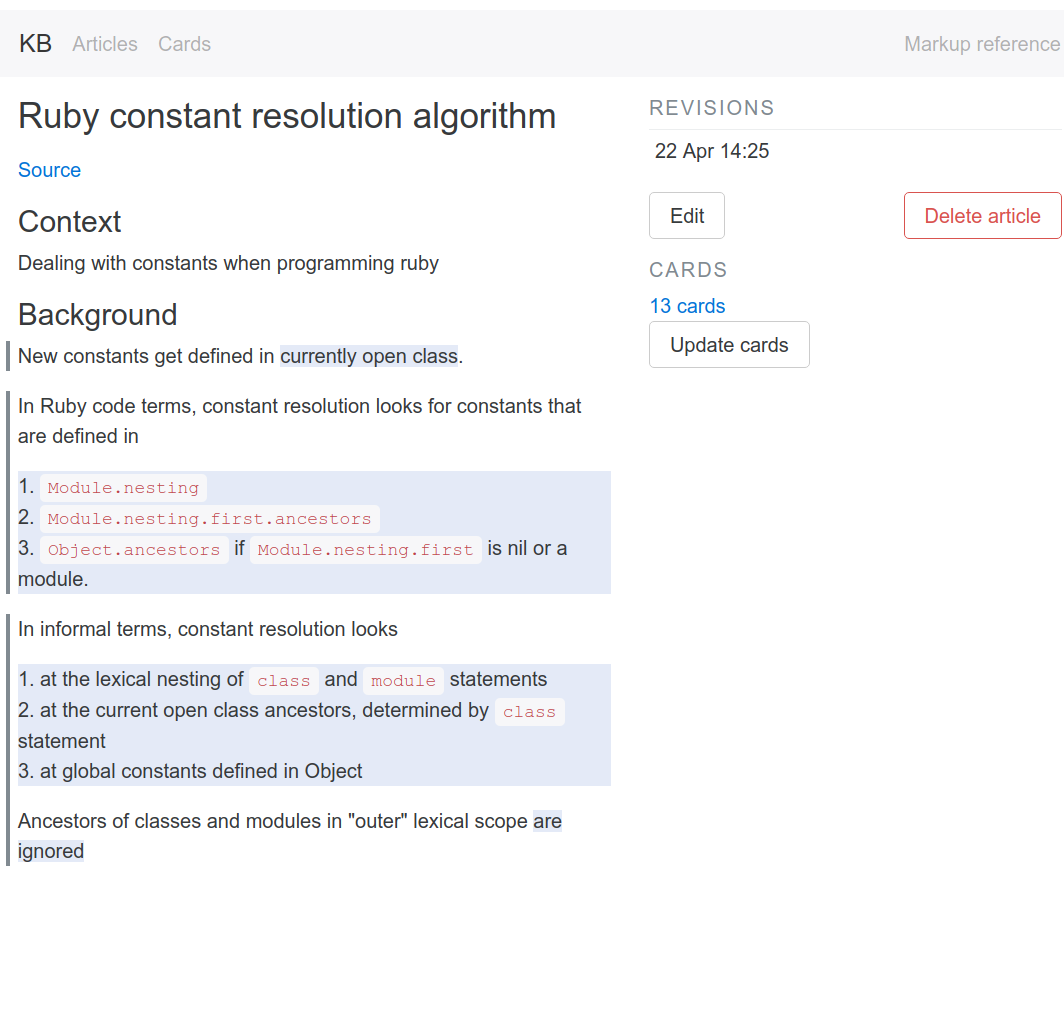 KB Articles Cards Markup reference
Ruby constant resolution algorithm
Source
Context
Dealing with constants when programming ruby
Background
New constants get defined in currently open class.
In Ruby code terms, constant resolution looks for constants that
are defined in
1. Module.nesting
2. Module.nesting.first.ancestors
3. Object.ancestors if Module.nesting.first is nil or a
module.
In informal terms, constant resolution looks
1. at the lexical nesting of class and module statements
2. at the current open class ancestors, determined by class
statement
3. at global constants defined in Object
Ancestors of classes and modules in "outer" lexical scope are
ignored
REVISIONS
22 Apr 14:25
Edit Delete article
CARDS
13 cards
Update cards